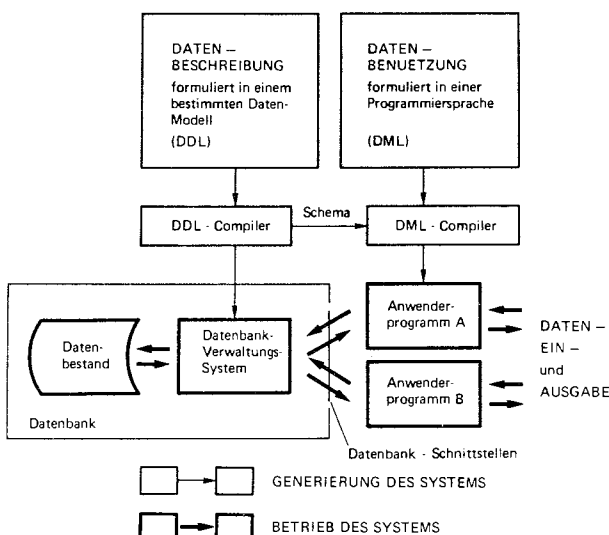 DATEN –
BESCHREIBUNG
formuliert in einem
bestimmten Daten-
Modell
(DDL)
DATEN –
BENUETZUNG
formuliert in einer
Programmiersprache
(DML)
DDL - Compiler
Schema
DML - Compiler
Daten-
bestand
Datenbank-
Verwaltungs-
System
Anwender-
programm A
Anwender-
programm B
DATEN –
EIN –
und
AUSGABE
Datenbank
Datenbank - Schnittstellen
GENERIERUNG DES SYSTEMS
BETRIEB DES SYSTEMS